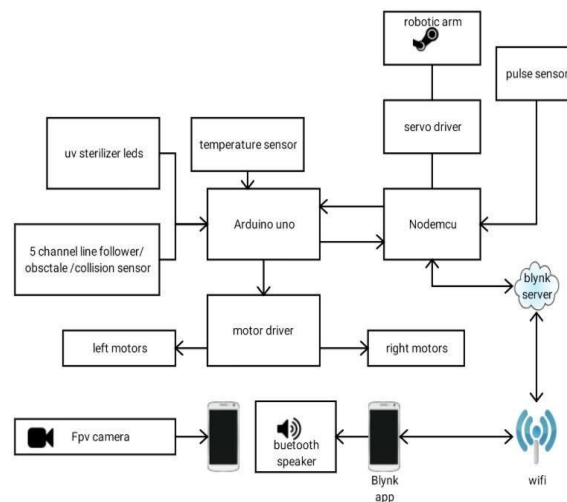 robotic arm
pulse sensor
servo driver
uv sterilizer leds
temperature sensor
Arduino uno
Nodemcu
5 channel line follower/
obsctale /collision sensor
blynk
server
motor driver
left motors
right motors
Fpv camera
buetooth
speaker
Blynk
app
wifi